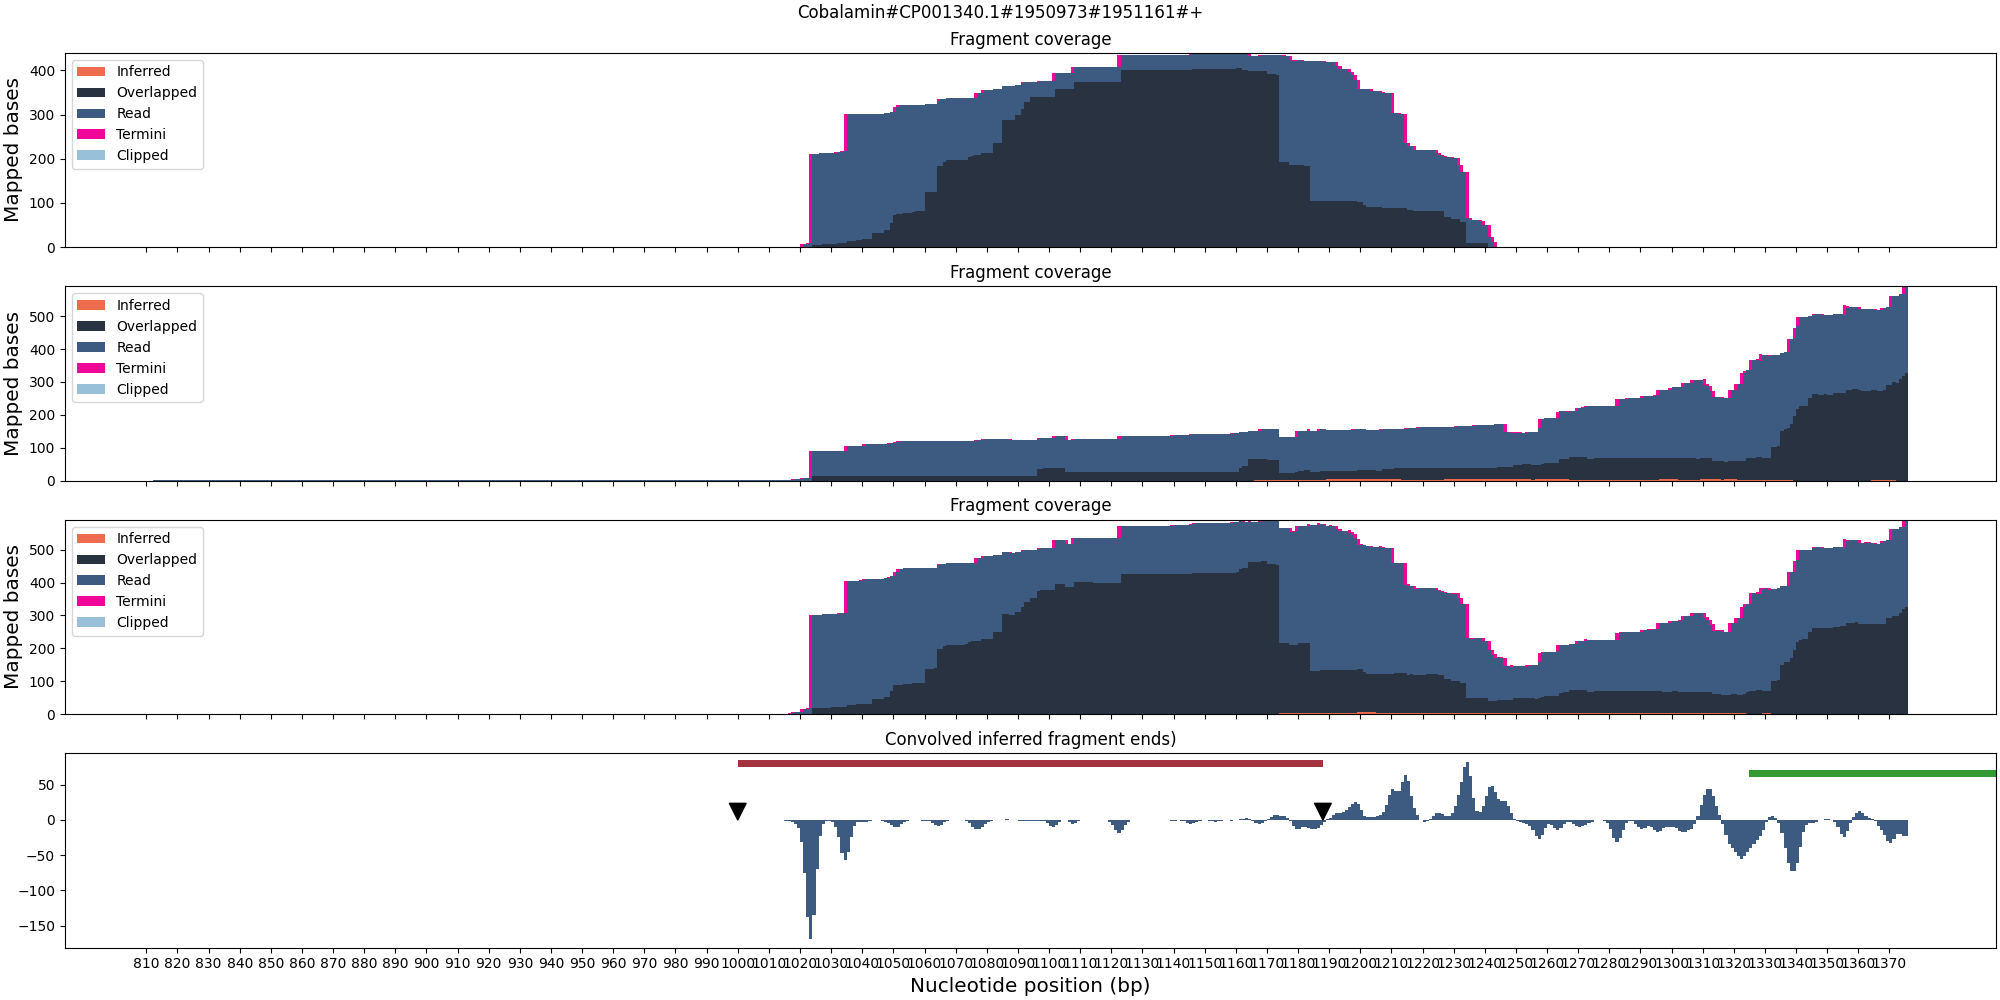 Cobalamin#CP001340.1#1950973#1951161#+
Fragment coverage
Mapped bases
400
300
200
100
0
Inferred
Overlapped
Read
Termini
Clipped
Fragment coverage
Mapped bases
500
400
300
200
100
0
Inferred
Overlapped
Read
Termini
Clipped
Fragment coverage
Mapped bases
500
400
300
200
100
0
Inferred
Overlapped
Read
Termini
Clipped
Convolved inferred fragment ends)
50
0
−50
−100
−150
810 820 830 840 850 860 870 880 890 900 910 920 930 940 950 960 970 980 990 1000 1010 1020 1030 1040 1050 1060 1070 1080 1090 1100 1110 1120 1130 1140 1150 1160 1170 1180 1190 1200 1210 1220 1230 1240 1250 1260 1270 1280 1290 1300 1310 1320 1330 1340 1350 1360 1370
Nucleotide position (bp)